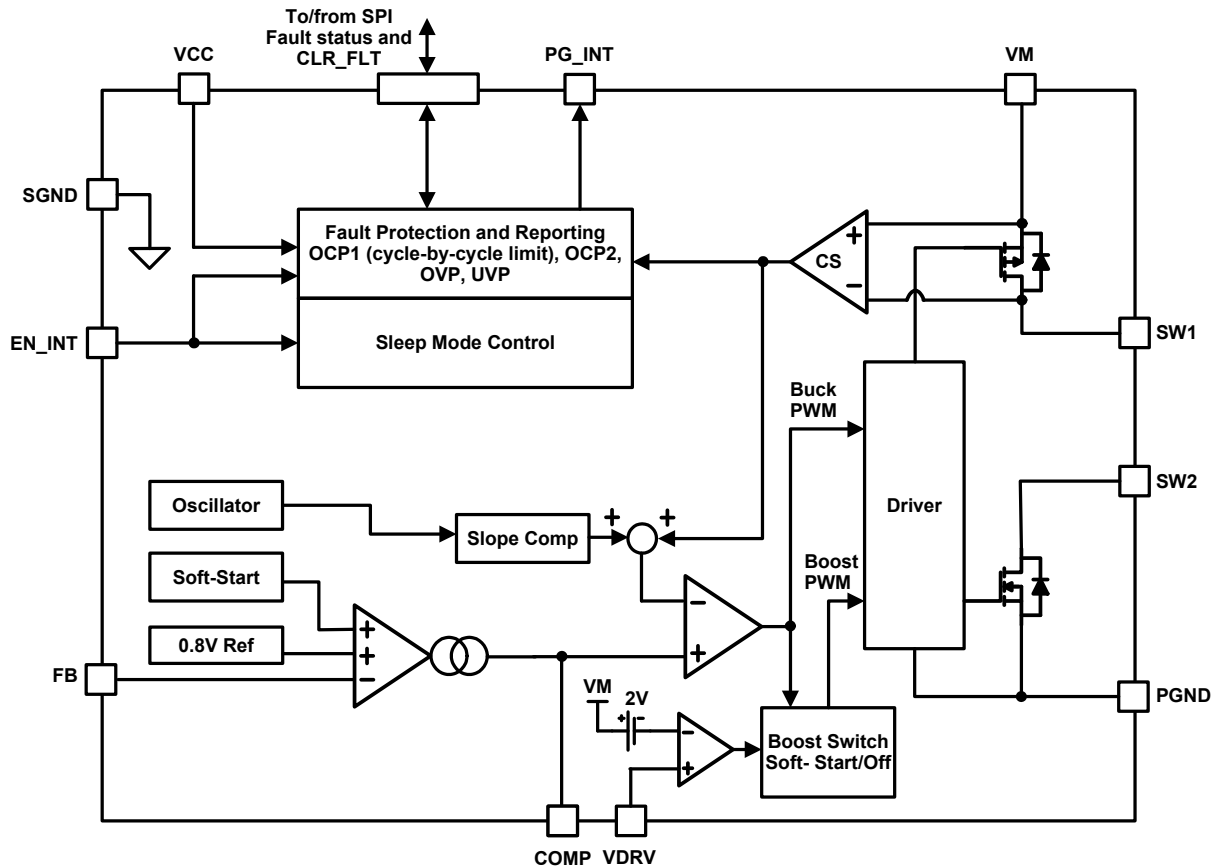 To/from SPI
Fault status and
CLR_FLT
VCC
PG_INT
VM
SGND
Fault Protection and Reporting
OCP1 (cycle-by-cycle limit), OCP2,
OVP, UVP
+
CS
−
EN_INT
Sleep Mode Control
SW1
Buck
PWM
SW2
Oscillator
+
+
Slope Comp
Driver
Soft-Start
Boost
PWM
−
+
0.8V Ref
+
+
FB
−
VM
2V
+
-
PGND
−
Boost Switch
Soft- Start/Off
+
COMP
VDRV